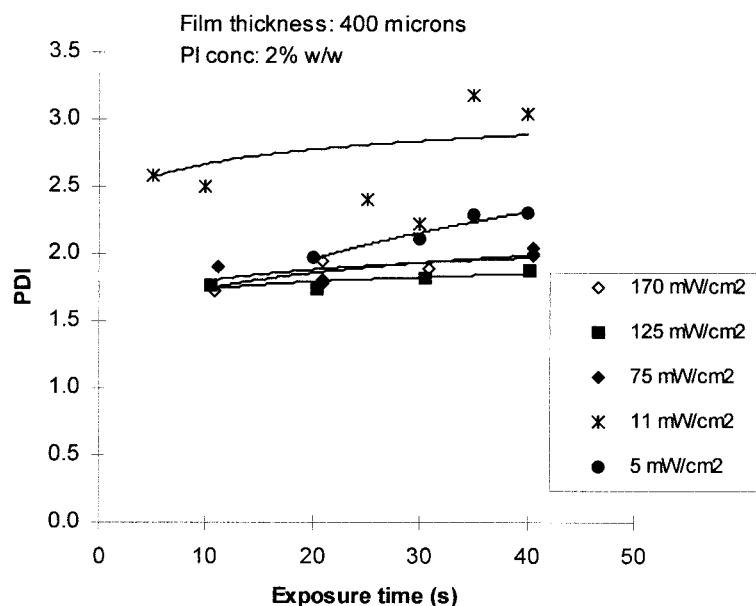 Film thickness: 400 microns
PI conc: 2% w/w
3.5
3.0
2.5
2.0
1.5
1.0
0.5
0.0
PDI
0
10
20
30
40
50
Exposure time (s)
170 mW/cm2
125 mW/cm2
75 mW/cm2
11 mW/cm2
5 mW/cm2